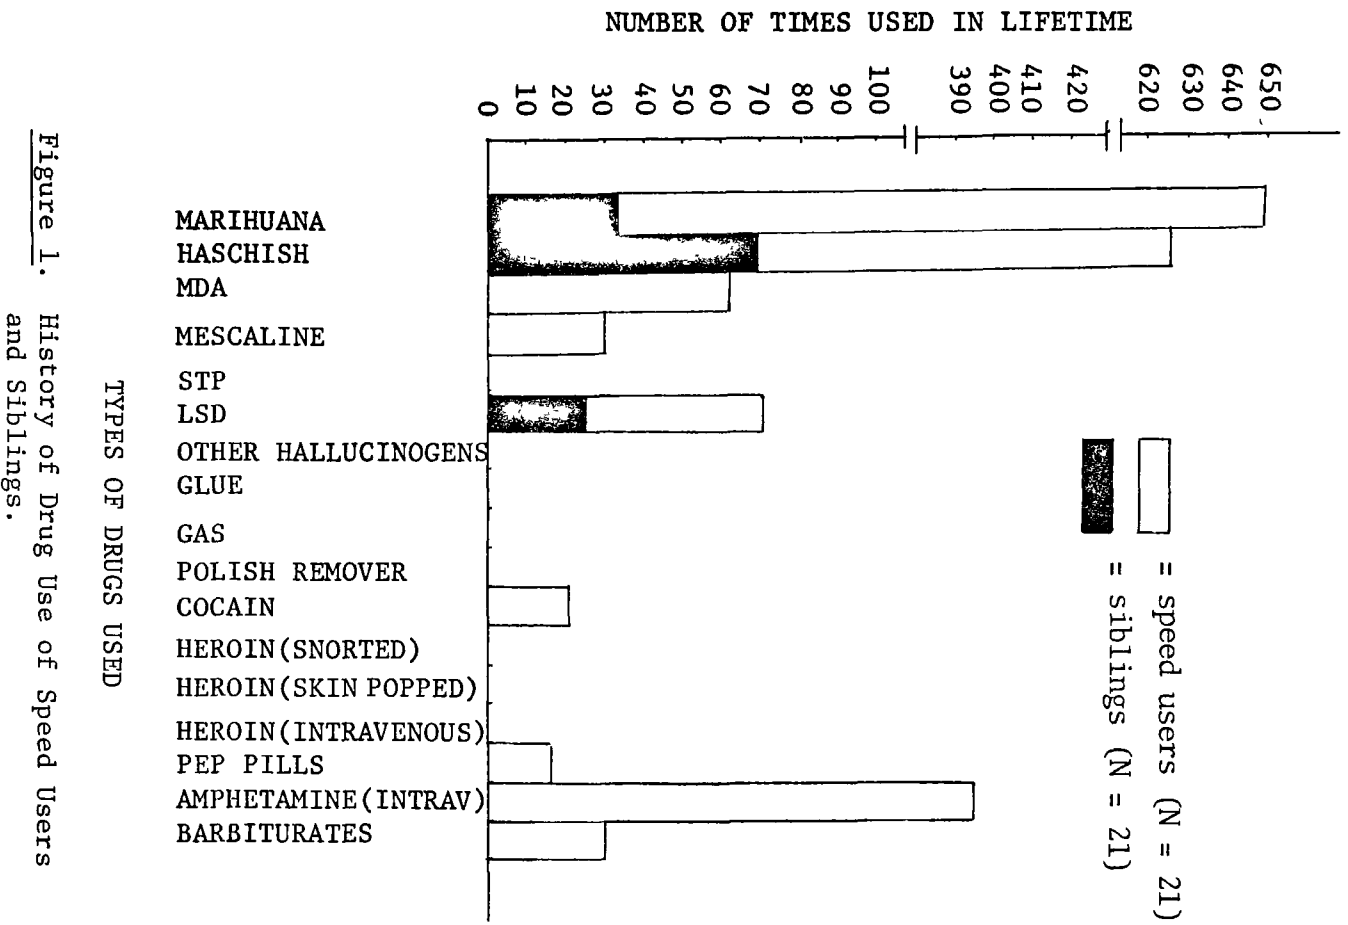 NUMBER OF TIMES USED IN LIFETIME
0
10
20
30
40
50
60
70
80
90
100
390
400
410
420
620
630
640
650
MARIHUANA
HASCHISH
MDA
MESCALINE
STP
LSD
OTHER HALLUCINOGENS
GLUE
GAS
POLISH REMOVER
COCAIN
HEROIN(SNORTED)
HEROIN(SKIN POPPED)
HEROIN(INTRAVENOUS)
PEP PILLS
AMPHETAMINE(INTRAV)
BARBITURATES
= speed users (N = 21)
= siblings (N = 21)
TYPES OF DRUGS USED
Figure 1. History of Drug Use of Speed Users
and Siblings.